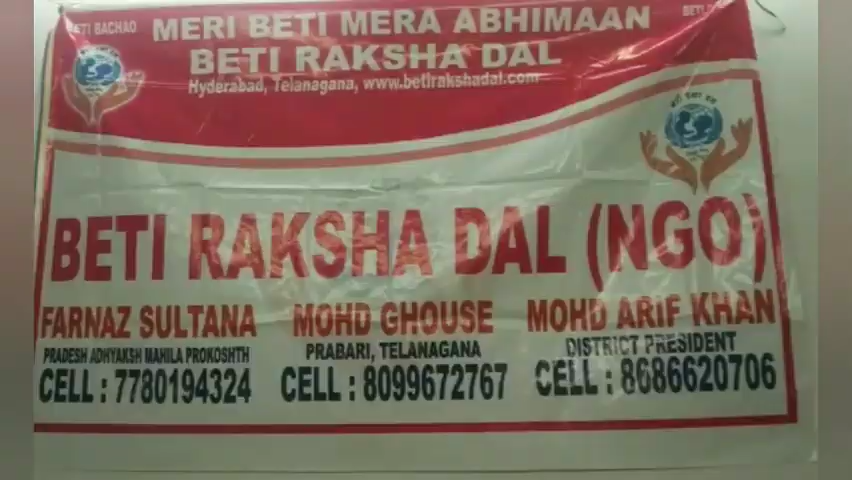 BETI BACHAO
MERI BETI MERA ABHIMAAN
BETI RAKSHA DAL
Hyderabad, Telanagana, www.betirakshadal.com
BETI RAKSHA DAL (NGO)
FARNAZ SULTANA
PRADESH ADHYAKSH MAHILA PROKOSHTH
CELL : 7780194324
MOHD GHOUSE
PRABARI, TELANAGANA
CELL : 8099672767
MOHD ARIF KHAN
DISTRICT PRESIDENT
CELL : 8686620706